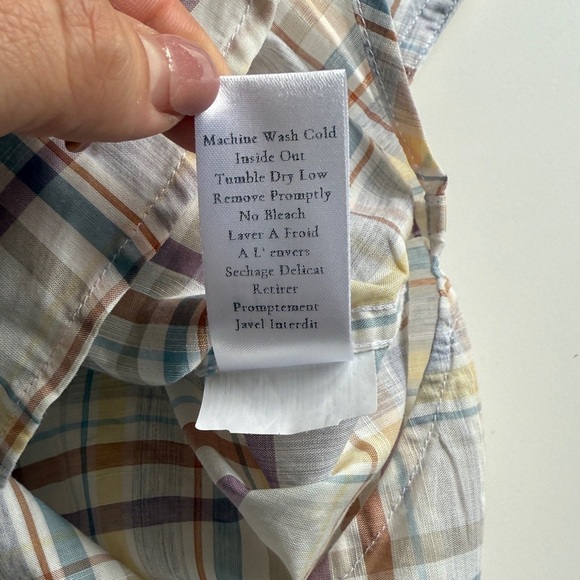 Machine Wash Cold
Inside Out
Tumble Dry Low
Remove Promptly
No Bleach
Laver A Froid
A L' envers
Sechage Delicat
Retirer
Promptement
Javel Interdit